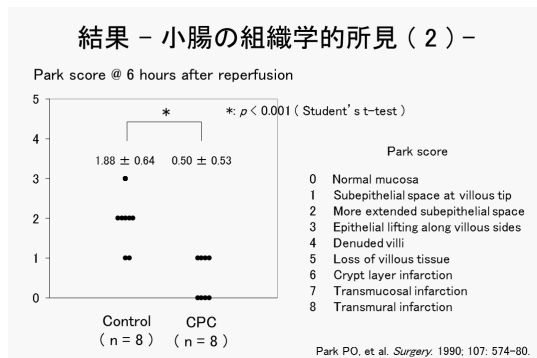 結果 – 小腸の組織学的所見 ( 2 ) –
Park score @ 6 hours after reperfusion
*: p < 0.001 ( Student's t-test )
5
4
3
2
1
0
*
1.88 ± 0.64
0.50 ± 0.53
Control
( n = 8 )
CPC
( n = 8 )
Park score
0 Normal mucosa
1 Subepithelial space at villous tip
2 More extended subepithelial space
3 Epithelial lifting along villous sides
4 Denuded villi
5 Loss of villous tissue
6 Crypt layer infarction
7 Transmucosal infarction
8 Transmural infarction
Park PO, et al. Surgery. 1990; 107: 574-80.